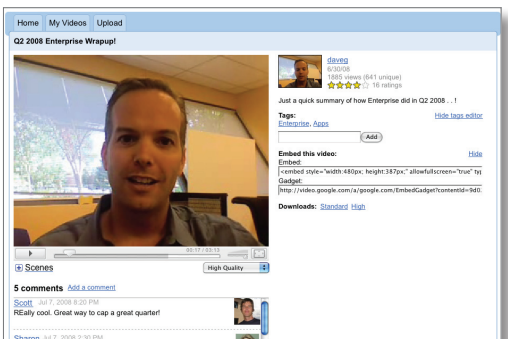 Home My Videos Upload
Q2 2008 Enterprise Wrapup!
daveg
6/30/08
1885 views (641 unique)
16 ratings
Just a quick summary of how Enterprise did in Q2 2008 . . !
Tags: Hide tags editor
Enterprise, Apps
Add
Embed this video: Hide
Embed:
<embed style="width:480px; height:387px;" allowfullscreen="true" typ
Gadget:
http://video.google.com/a/google.com/EmbedGadget?contentId=9d0.
Downloads: Standard High
00:17 / 03:13
Scenes High Quality
5 comments Add a comment
Scott Jul 7, 2008 8:20 PM
REally cool. Great way to cap a great quarter!
Sharon Jul 7, 2008 2:30 PM